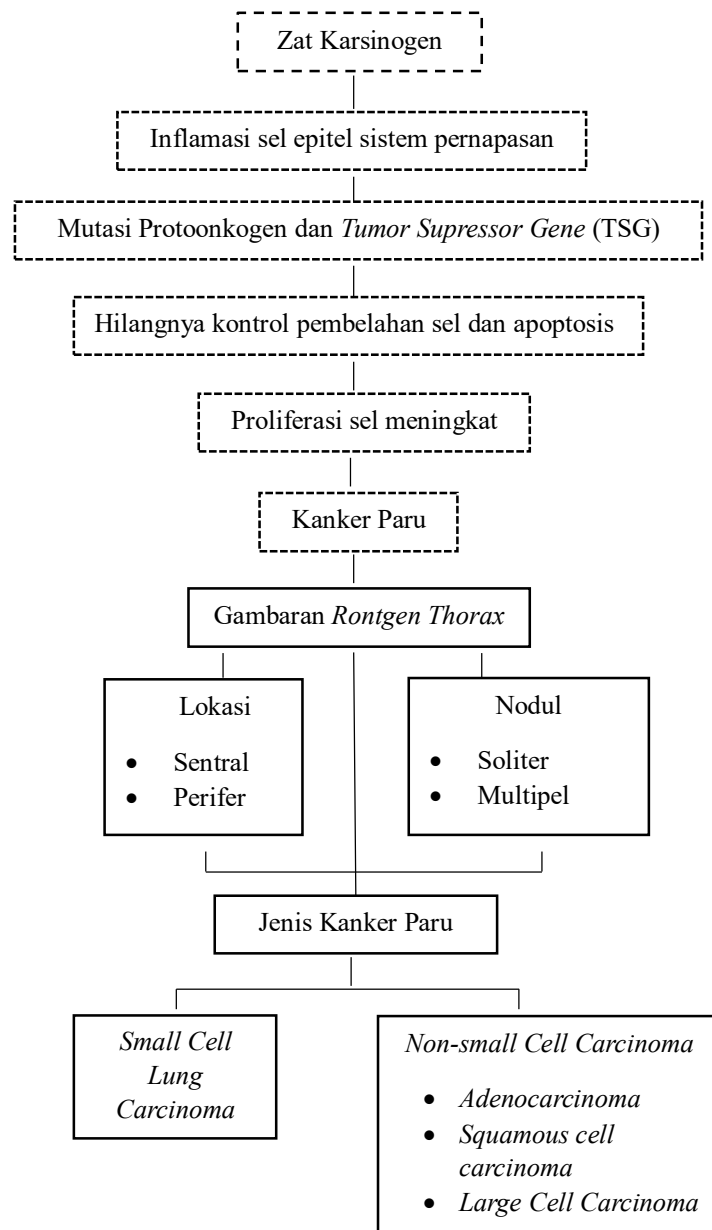 Zat Karsinogen
Inflamasi sel epitel sistem pernapasan
Mutasi Protoonkogen dan Tumor Supressor Gene (TSG)
Hilangnya kontrol pembelahan sel dan apoptosis
Proliferasi sel meningkat
Kanker Paru
Gambaran Rontgen Thorax
Lokasi
• Sentral
• Perifer
Nodul
• Soliter
• Multipel
Jenis Kanker Paru
Small Cell
Lung
Carcinoma
Non-small Cell Carcinoma
• Adenocarcinoma
• Squamous cell
carcinoma
• Large Cell Carcinoma